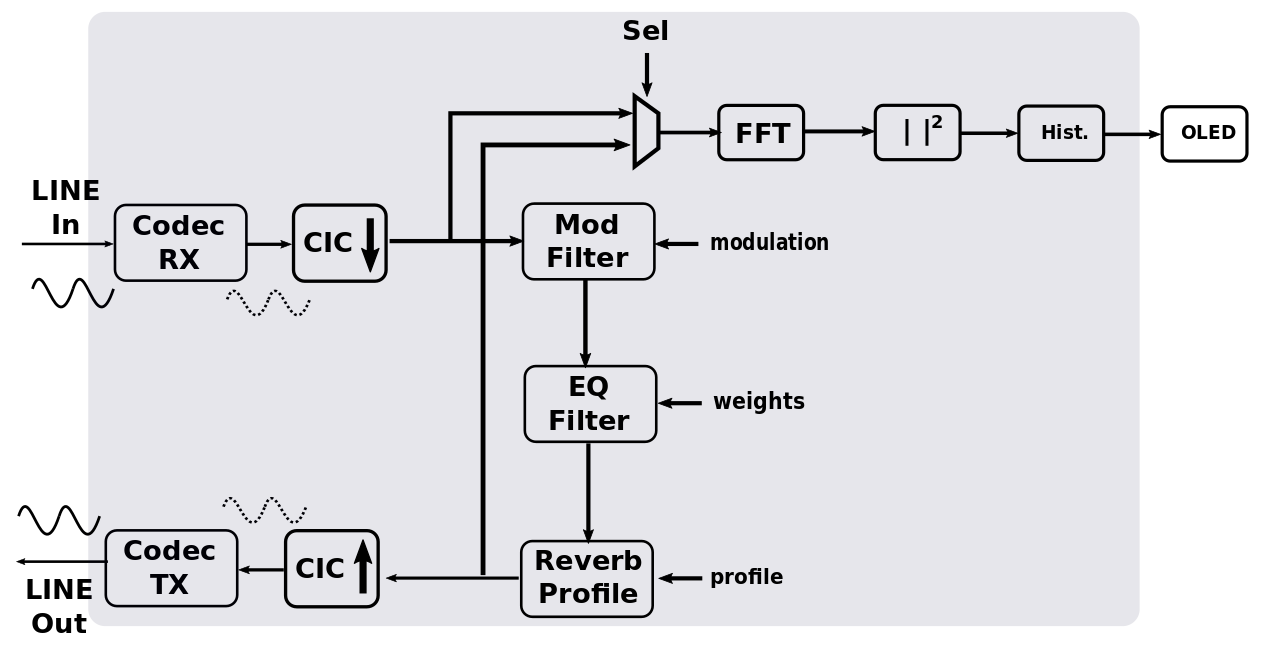 Sel
FFT
| |2
Hist.
OLED
LINE
In
Codec
RX
CIC
Mod
Filter
modulation
EQ
Filter
weights
Codec
TX
CIC
Reverb
Profile
profile
LINE
Out